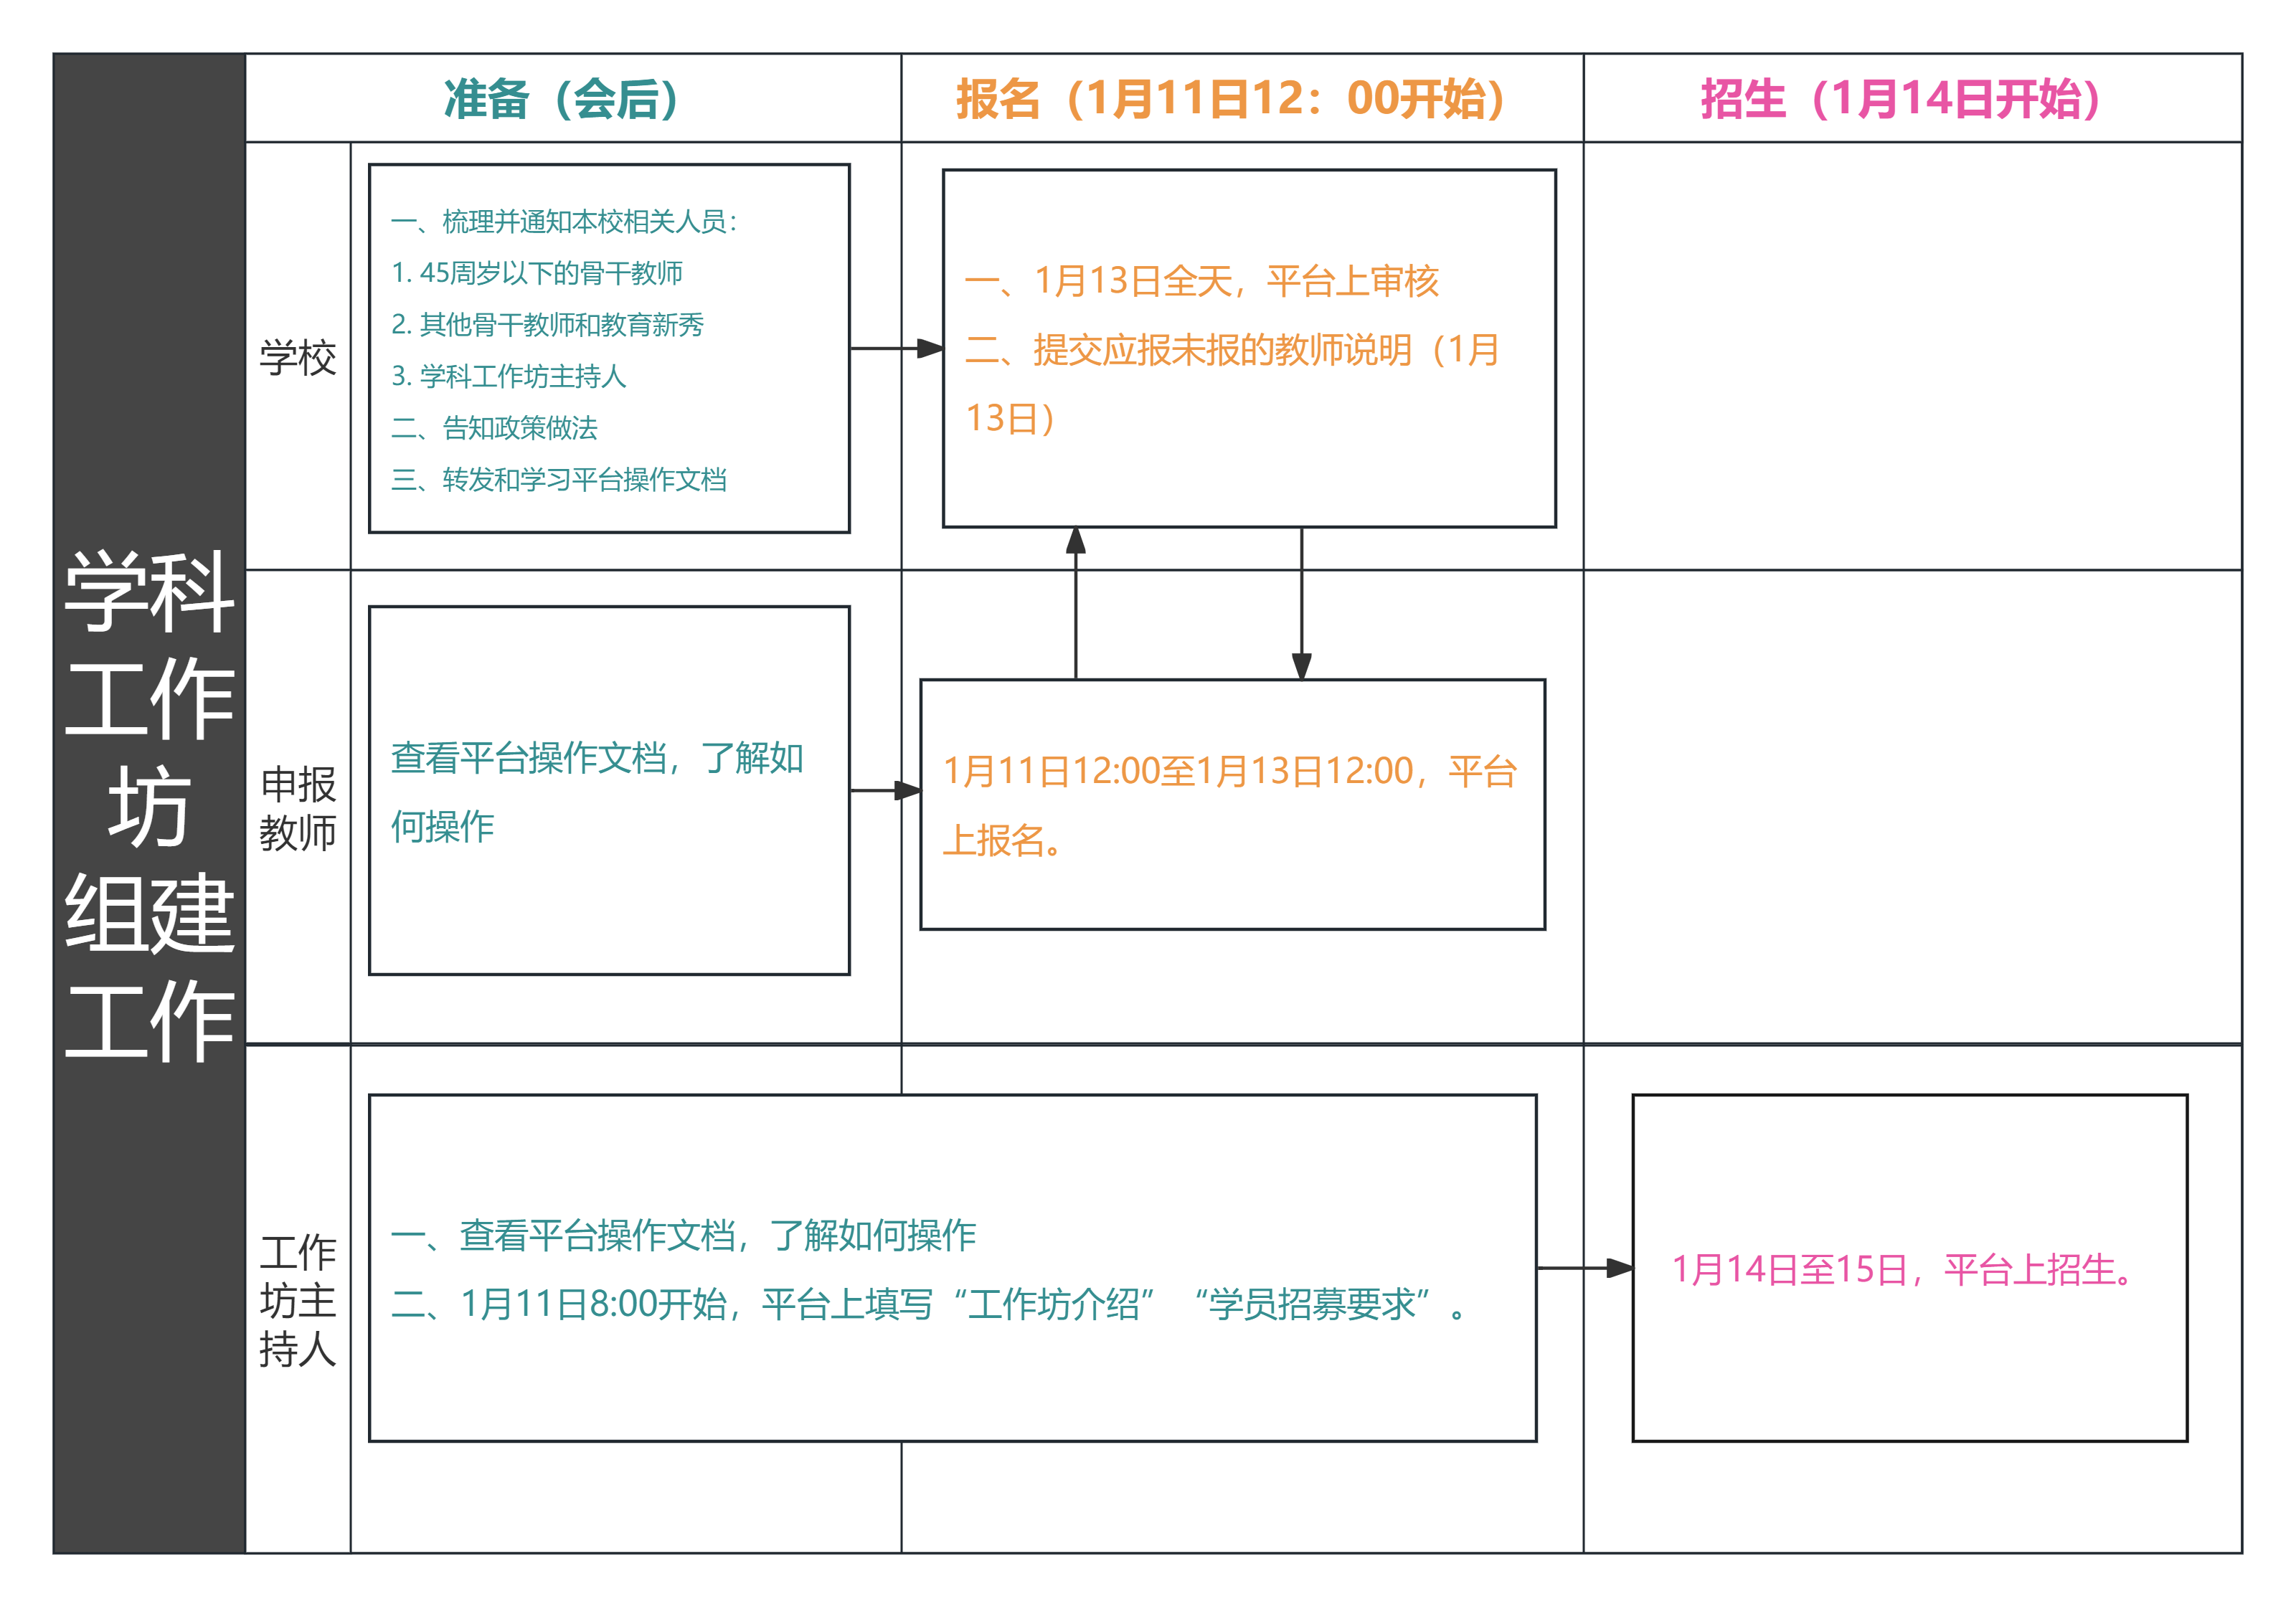 学科
工作
坊
组建
工作
准备（会后）
报名（1月11日12：00开始）
招生（1月14日开始）
学校
一、梳理并通知本校相关人员：
1. 45周岁以下的骨干教师
2. 其他骨干教师和教育新秀
3. 学科工作坊主持人
二、告知政策做法
三、转发和学习平台操作文档
一、1月13日全天，平台上审核
二、提交应报未报的教师说明（1月
13日）
申报
教师
查看平台操作文档，了解如
何操作
1月11日12:00至1月13日12:00，平台
上报名。
工作
坊主
持人
一、查看平台操作文档，了解如何操作
二、1月11日8:00开始，平台上填写“工作坊介绍”“学员招募要求”。
1月14日至15日，平台上招生。